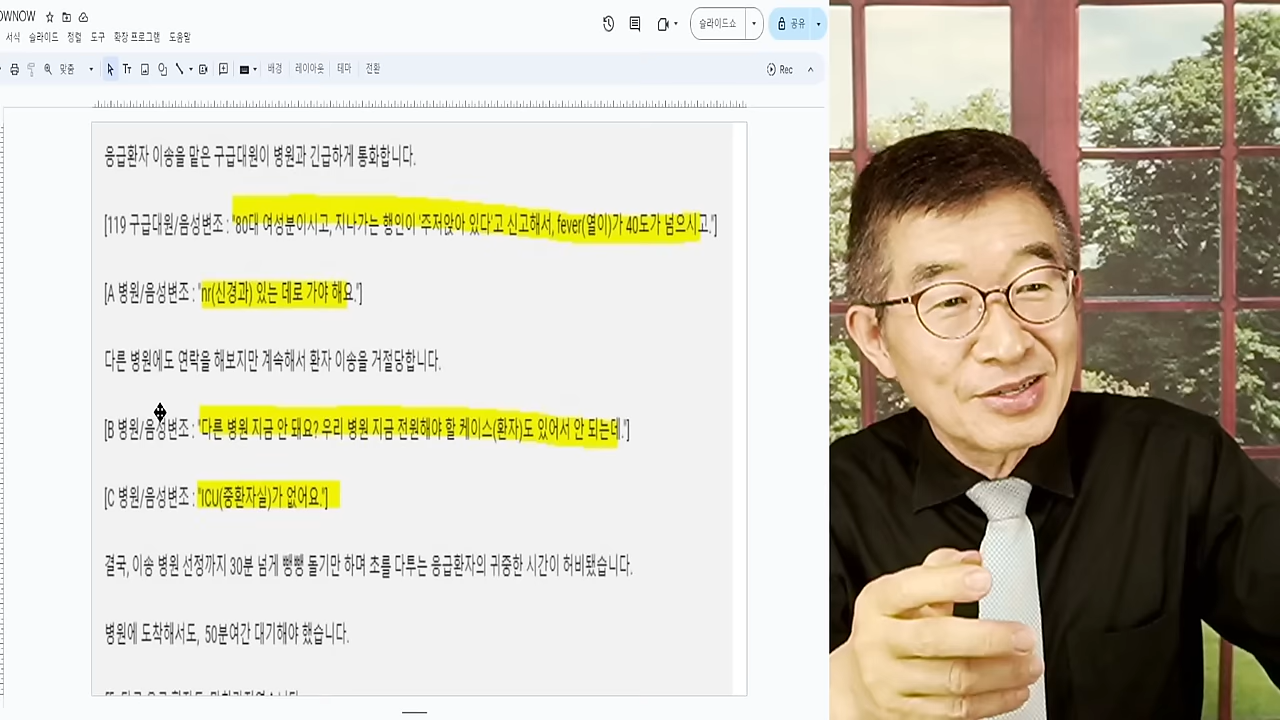 OWNOW
서식 슬라이드 정렬 도구 확장 프로그램 도움말
슬라이드쇼
공유
맞춤
Tr
배경 레이아웃 테마 전환
Rec
응급환자 이송을 맡은 구급대원이 병원과 긴급하게 통화합니다.
[119 구급대원/음성변조 : "80대 여성분이시고, 지나가는 행인이 '주저앉아 있다'고 신고해서, fever(열이)가 40도가 넘으시고."]
[A 병원/음성변조 : "nr(신경과) 있는 데로 가야 해요."]
다른 병원에도 연락을 해보지만 계속해서 환자 이송을 거절당합니다.
[B 병원/음성변조 : "다른 병원 지금 안 돼요? 우리 병원 지금 전원해야 할 케이스(환자)도 있어서 안 되는데."]
[C 병원/음성변조 : "ICU(중환자실)가 없어요."]
결국, 이송 병원 선정까지 30분 넘게 뺑뺑 돌기만 하며 초를 다투는 응급환자의 귀중한 시간이 허비됐습니다.
병원에 도착해서도, 50분여간 대기해야 했습니다.